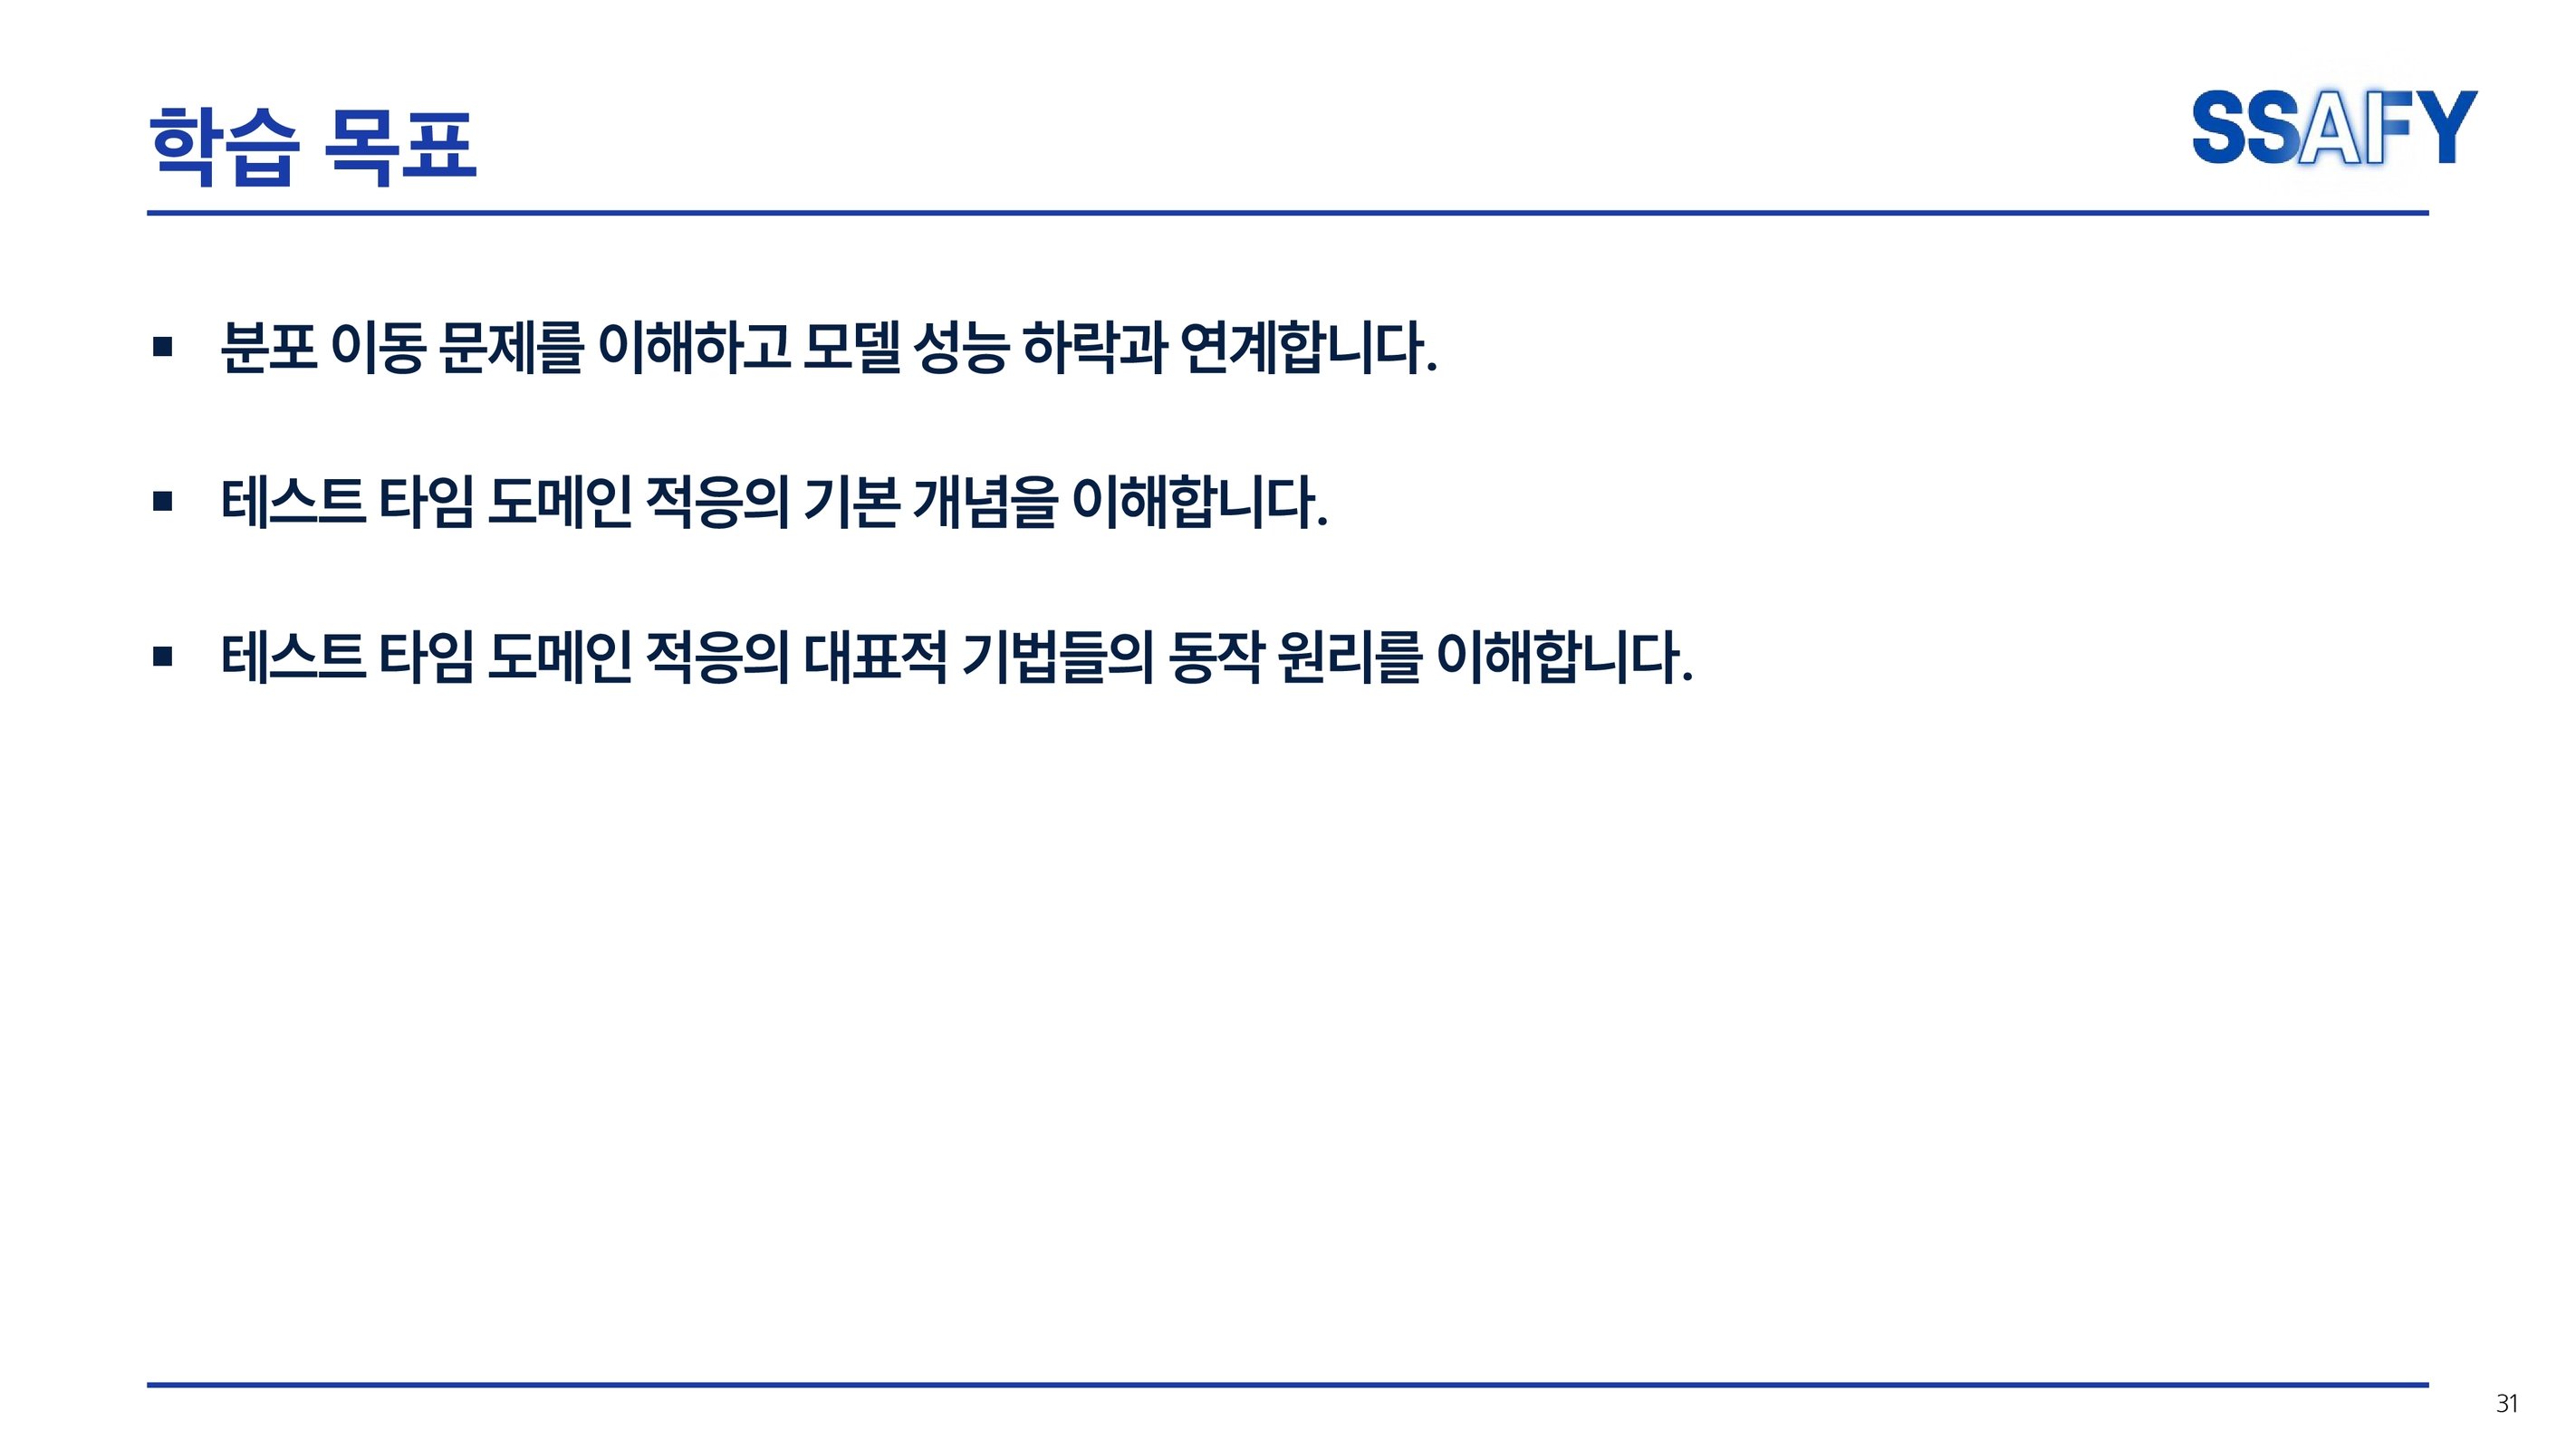 학습 목표
SSAFY
▪ 분포 이동 문제를 이해하고 모델 성능 하락과 연계합니다.
▪ 테스트 타임 도메인 적응의 기본 개념을 이해합니다.
▪ 테스트 타임 도메인 적응의 대표적 기법들의 동작 원리를 이해합니다.
31